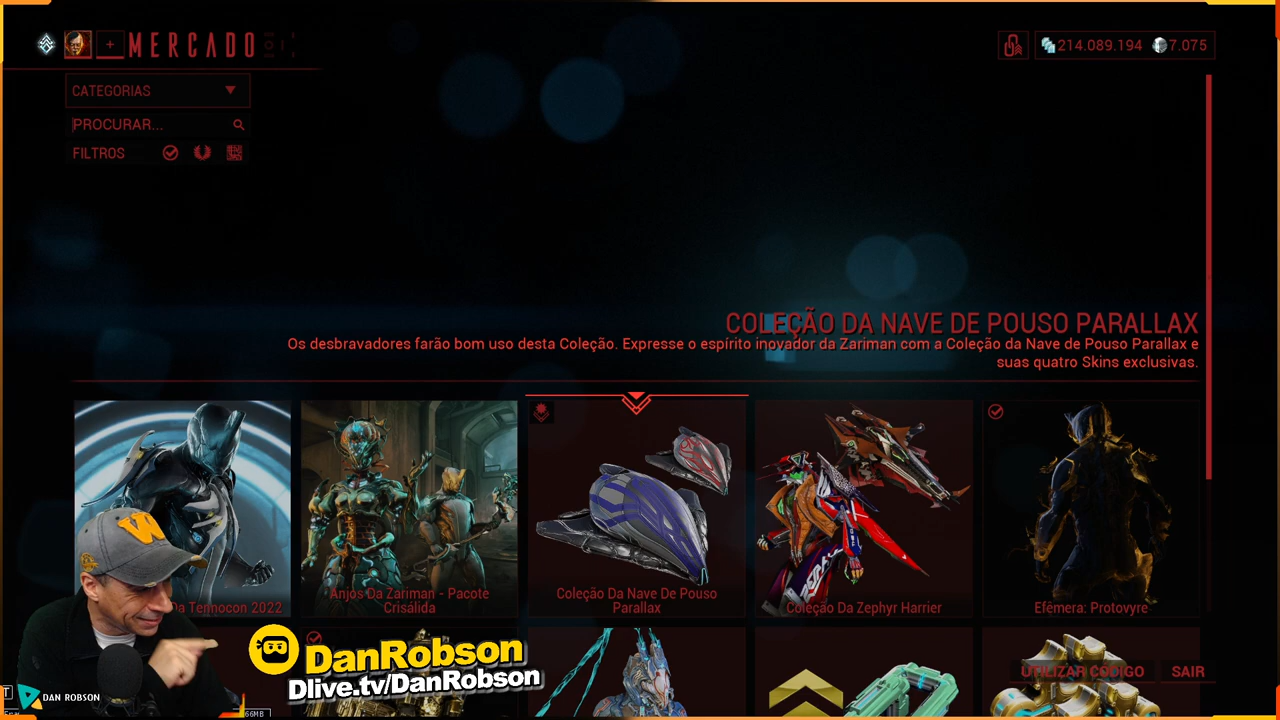 MERCADO
214.089.194 7.075
CATEGORIAS
PROCURAR...
FILTROS
COLEÇÃO DA NAVE DE POUSO PARALLAX
Os desbravadores farão bom uso desta Coleção. Expresse o espírito inovador da Zariman com a Coleção da Nave de Pouso Parallax e
suas quatro Skins exclusivas.
Da Tennocon 2022
Anjos Da Zariman - Pacote
Crisálida
Coleção Da Nave De Pouso
Parallax
Coleção Da Zephyr Harrier
Efêmera: Protovyre
W
DanRobson
Dlive.tv/DanRobson
UTILIZAR CÓDIGO SAIR
DAN ROBSON